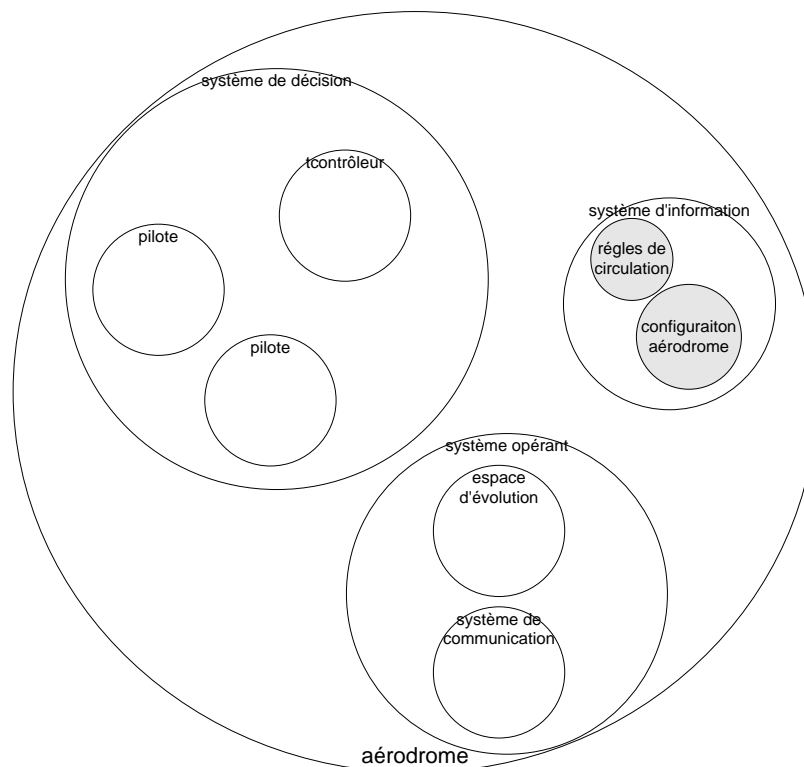 système de décision
tcontrôleur
pilote
pilote
système d'information
régles de
circulation
configuraiton
aérodrome
système opérant
espace
d'évolution
système de
communication
aérodrome